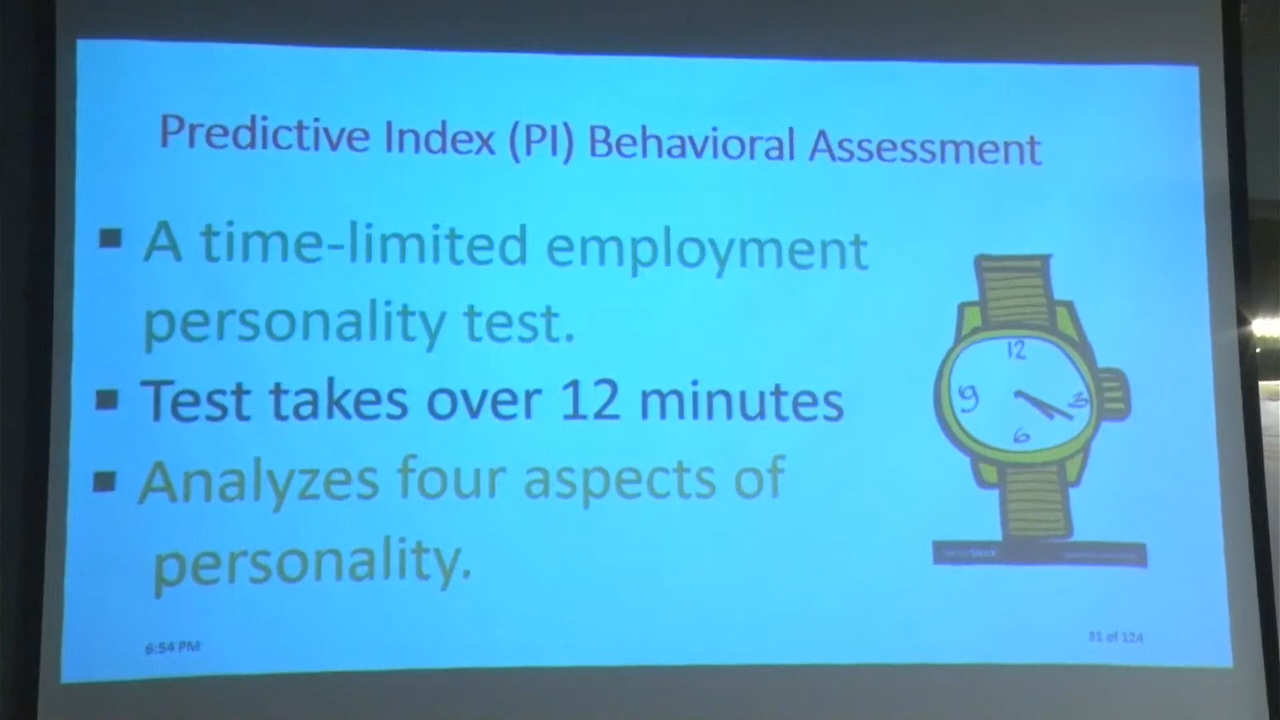 Predictive Index (PI) Behavioral Assessment
▪ A time-limited employment
personality test.
▪ Test takes over 12 minutes
▪ Analyzes four aspects of
personality.
12
9
3
6
6:54 PM
31 of 124